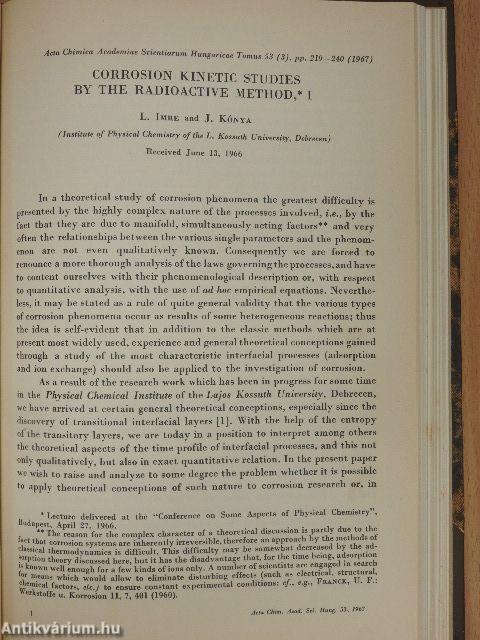 Acta Chimica Academiae Scientiarum Hungaricae Tomus 53 (3), pp. 219—240 (1967)
CORROSION KINETIC STUDIES
BY THE RADIOACTIVE METHOD,* I
L. IMRE and J. KÓNYA
(Institute of Physical Chemistry of the L. Kossuth University, Debrecen)
Received June 13, 1966
In a theoretical study of corrosion phenomena the greatest difficulty is
presented by the highly complex nature of the processes involved, i.e., by the
fact that they are due to manifold, simultaneously acting factors** and very
often the relationships between the various single parameters and the phenom-
enon are not even qualitatively known. Consequently we are forced to
renounce a more thorough analysis of the laws governing the processes, and have
to content ourselves with their phenomenological description or, with respect
to quantitative analysis, with the use of ad hoc empirical equations. Neverthe-
less, it may be stated as a rule of quite general validity that the various types
of corrosion phenomena occur as results of some heterogeneous reactions; thus
the idea is self-evident that in addition to the classic methods which are at
present most widely used, experience and general theoretical conceptions gained
through a study of the most characteristic interfacial processes (adsorption
and ion exchange) should also be applied to the investigation of corrosion.
As a result of the research work which has been in progress for some time
in the Physical Chemical Institute of the Lajos Kossuth University, Debrecen,
we have arrived at certain general theoretical conceptions, especially since the
discovery of transitional interfacial layers [1]. With the help of the entropy
of the transitory layers, we are today in a position to interpret among others
the theoretical aspects of the time profile of interfacial processes, and this not
only qualitatively, but also in exact quantitative relation. In the present paper
we wish to raise and analyze to some degree the problem whether it is possible
to apply theoretical conceptions of such nature to corrosion research or, in
* Lecture delivered at the “Conference on Some Aspects of Physical Chemistry”,
Budapest, April 27, 1966.
** The reason for the complex character of a theoretical discussion is partly due to the
fact that corrosion systems are inherently irreversible, therefore an approach by the methods of
classical thermodynamics is difficult. This difficulty may be somewhat decreased by the ad-
sorption theory discussed here, but it has the disadvantage that, for the time being, adsorption
is known well enough for a few kinds of ions only. A number of scientists are engaged in search
for means which would allow to eliminate disturbing effects (such as electrical, structural,
chemical factors, etc.) to ensure constant experimental conditions: cf., e.g., FRANCK, U. F.:
Werkstoffe u. Korrosion 11, 7, 401 (1960).
1
Acta Chim. Acad. Sci. Hung. 53, 1967
Antikvárium.hu